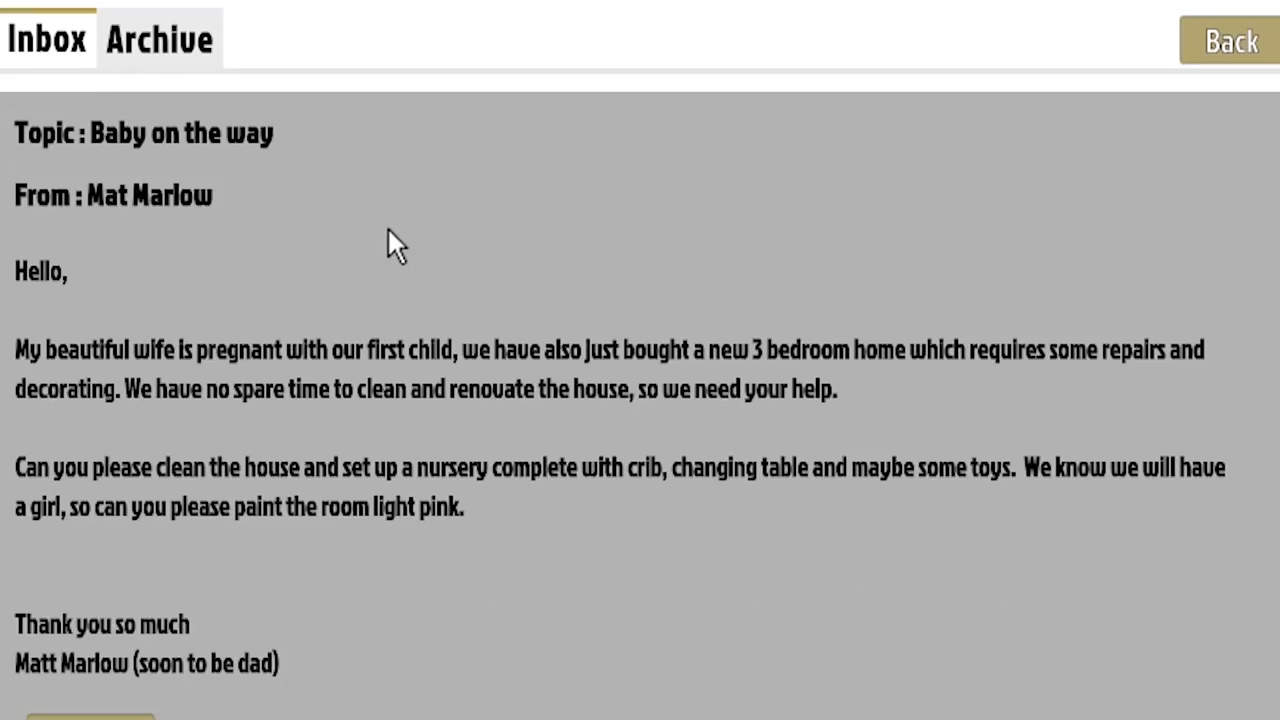 Inbox Archive Back
Topic : Baby on the way
From : Mat Marlow
Hello,
My beautiful wife is pregnant with our first child, we have also just bought a new 3 bedroom home which requires some repairs and
decorating. We have no spare time to clean and renovate the house, so we need your help.
Can you please clean the house and set up a nursery complete with crib, changing table and maybe some toys. We know we will have
a girl, so can you please paint the room light pink.
Thank you so much
Matt Marlow (soon to be dad)